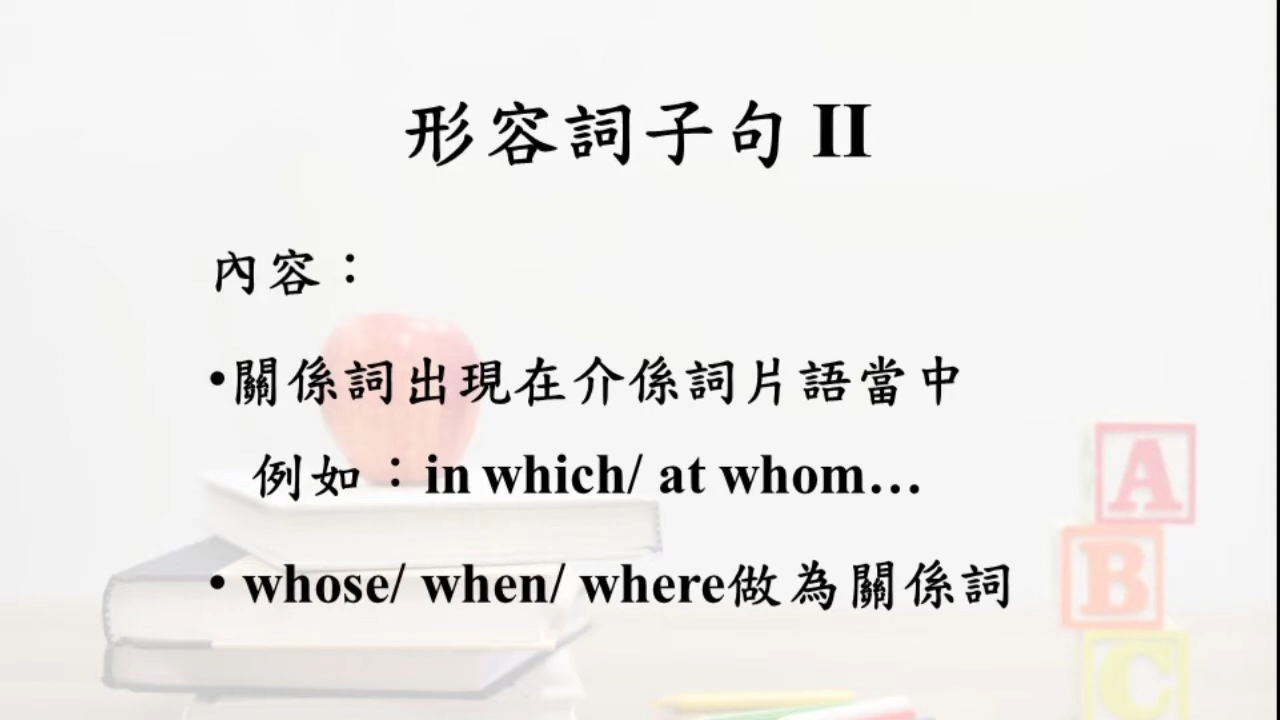 形容詞子句 II
內容：
•關係詞出現在介係詞片語當中
例如：in which/ at whom…
• whose/ when/ where做為關係詞
A
B
C